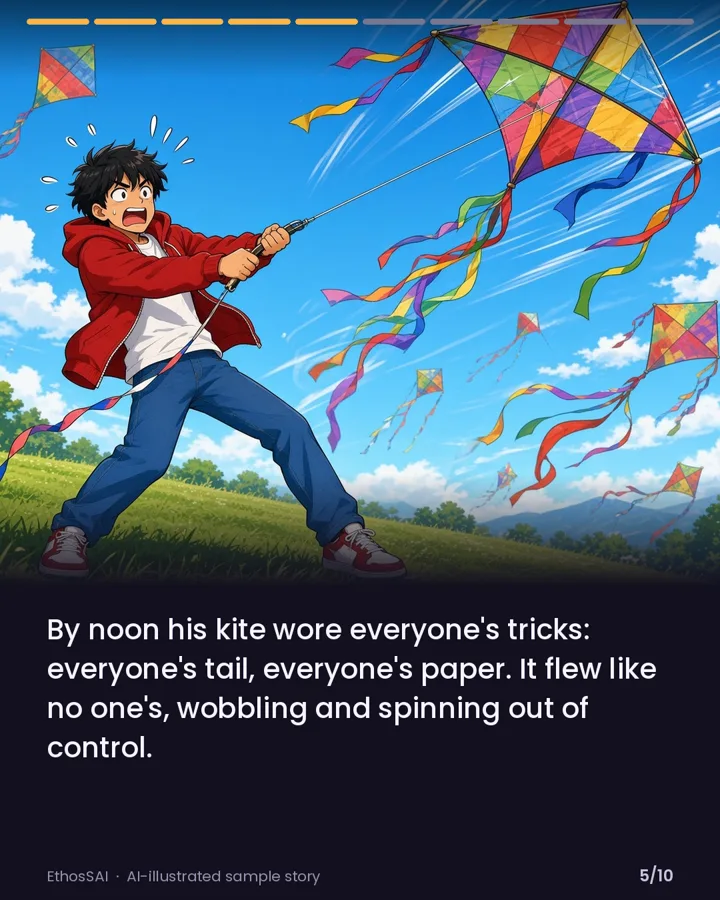 By noon his kite wore everyone's tricks:
everyone's tail, everyone's paper. It flew like
no one's, wobbling and spinning out of
control.
EthosSAI · AI-illustrated sample story
5/10